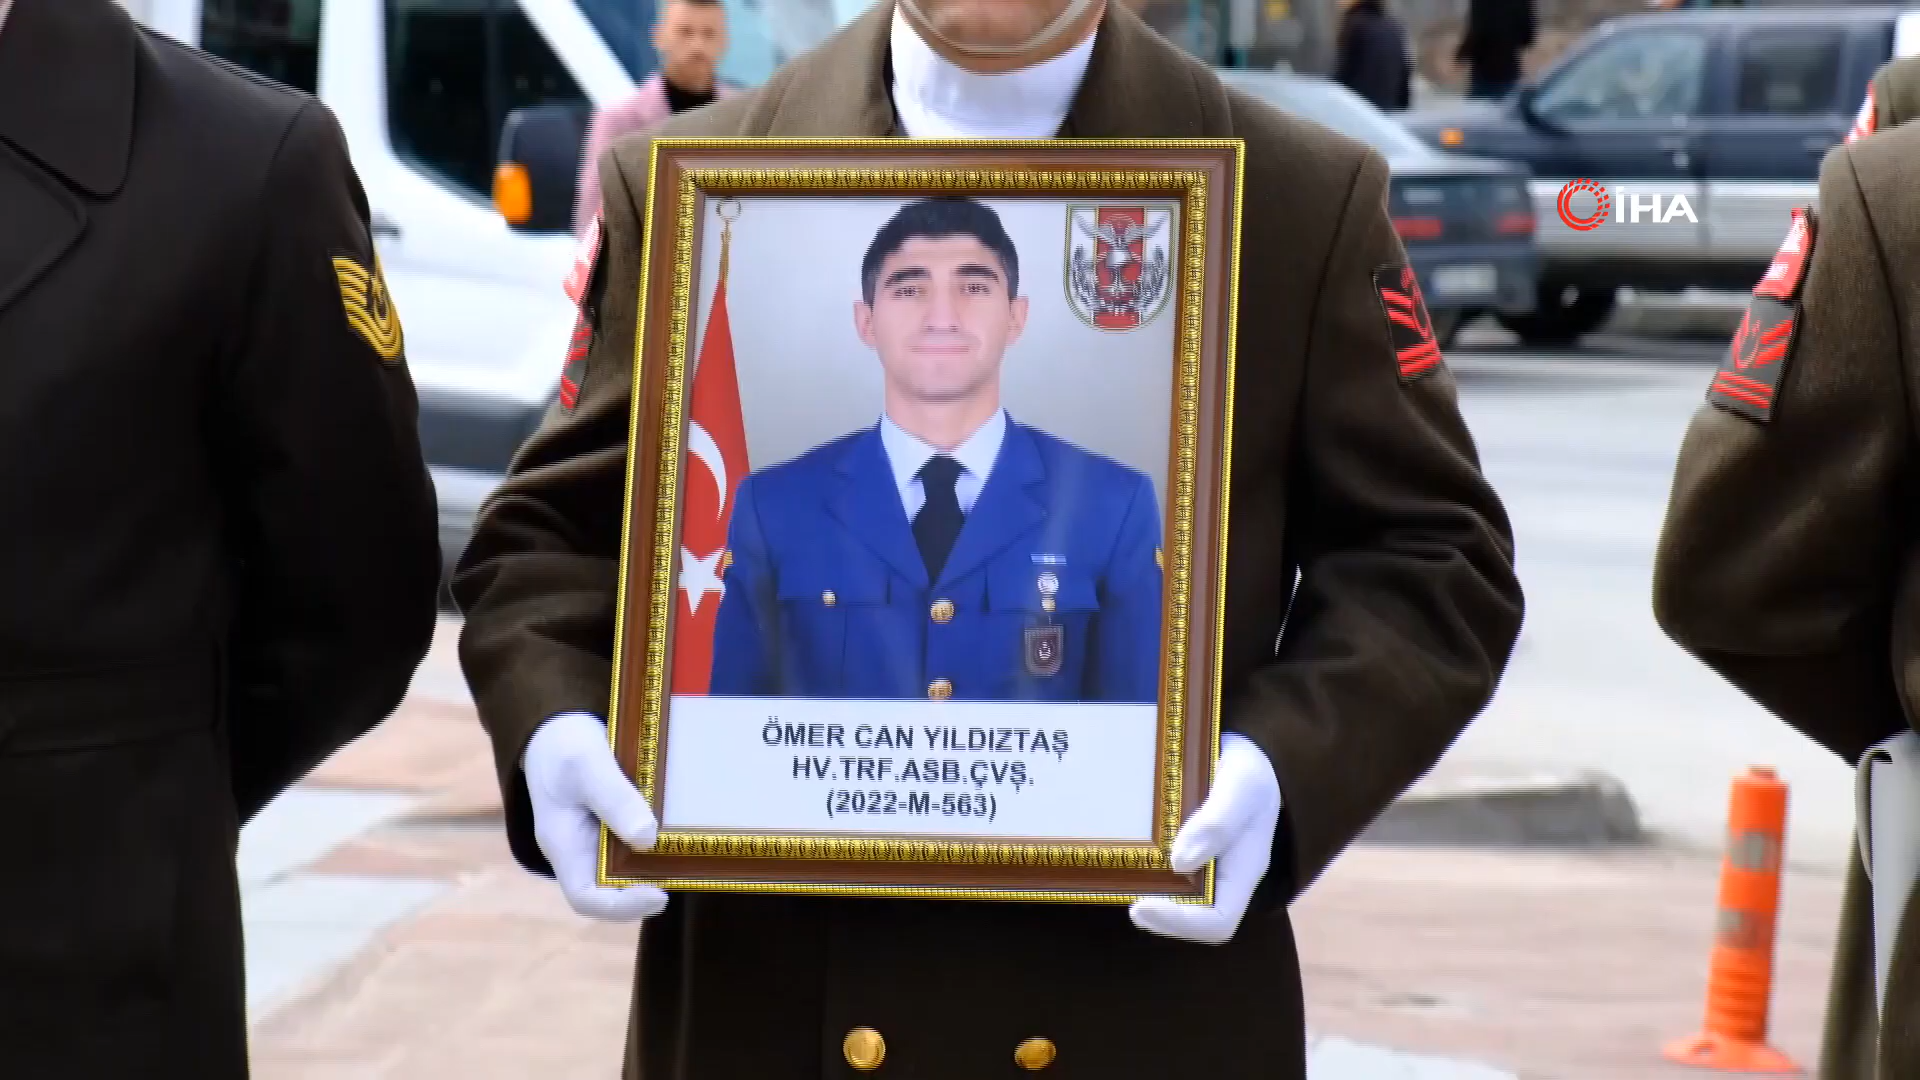 İHA
ÖMER CAN YILDIZTAŞ
HV.TRF.ASB.ÇVŞ.
(2022-M-563)